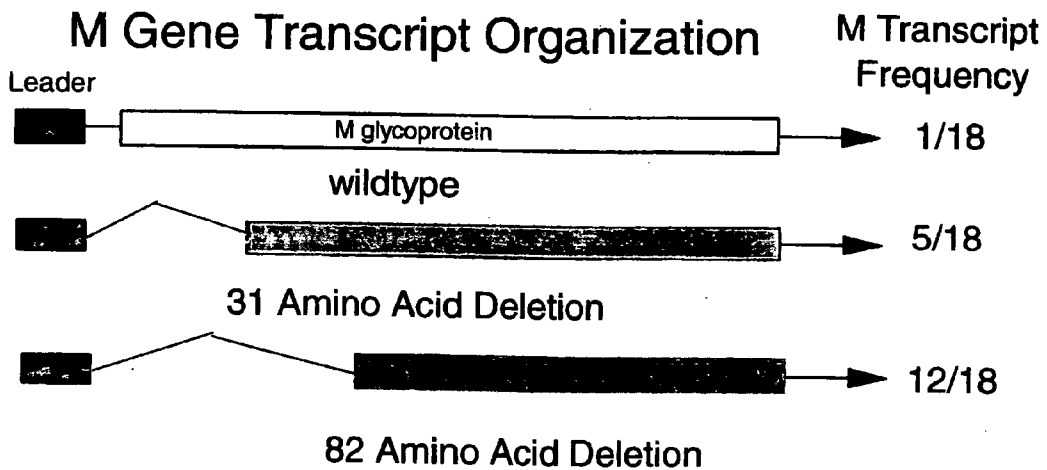 M Gene Transcript Organization
M Transcript
Frequency
Leader
M glycoprotein
1/18
wildtype
5/18
31 Amino Acid Deletion
12/18
82 Amino Acid Deletion